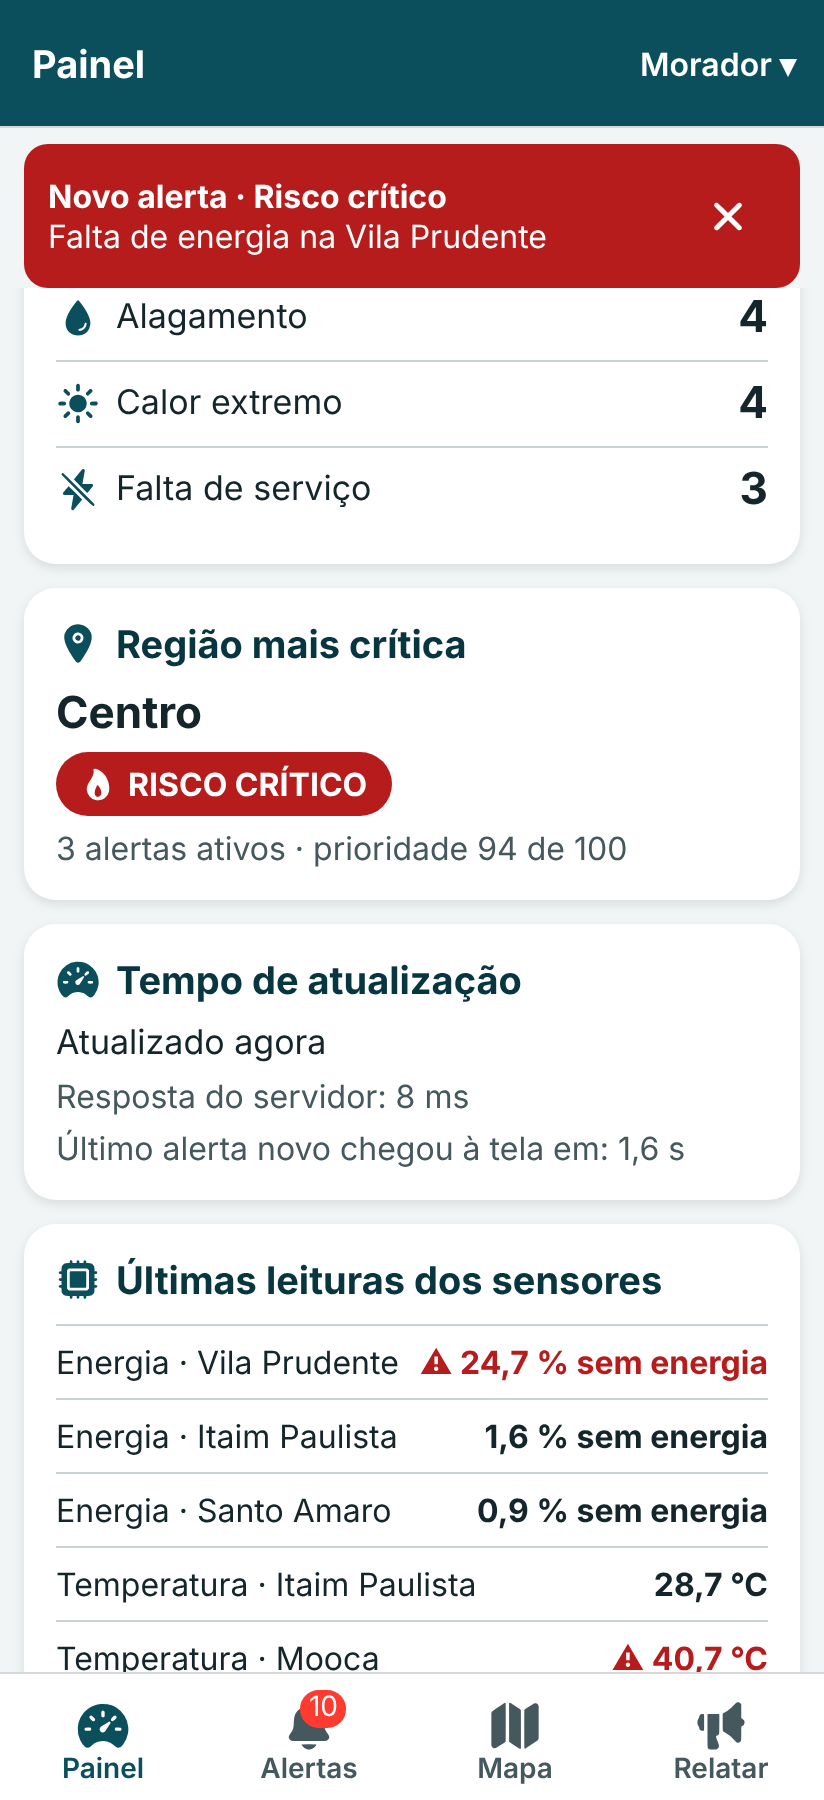 Painel
Morador ▼
Novo alerta · Risco crítico
Falta de energia na Vila Prudente
Alagamento 4
Calor extremo 4
Falta de serviço 3
Região mais crítica
Centro
RISCO CRÍTICO
3 alertas ativos · prioridade 94 de 100
Tempo de atualização
Atualizado agora
Resposta do servidor: 8 ms
Último alerta novo chegou à tela em: 1,6 s
Últimas leituras dos sensores
Energia · Vila Prudente 24,7 % sem energia
Energia · Itaim Paulista 1,6 % sem energia
Energia · Santo Amaro 0,9 % sem energia
Temperatura · Itaim Paulista 28,7 °C
Temperatura · Mooca 40,7 °C
10
Painel Alertas Mapa Relatar